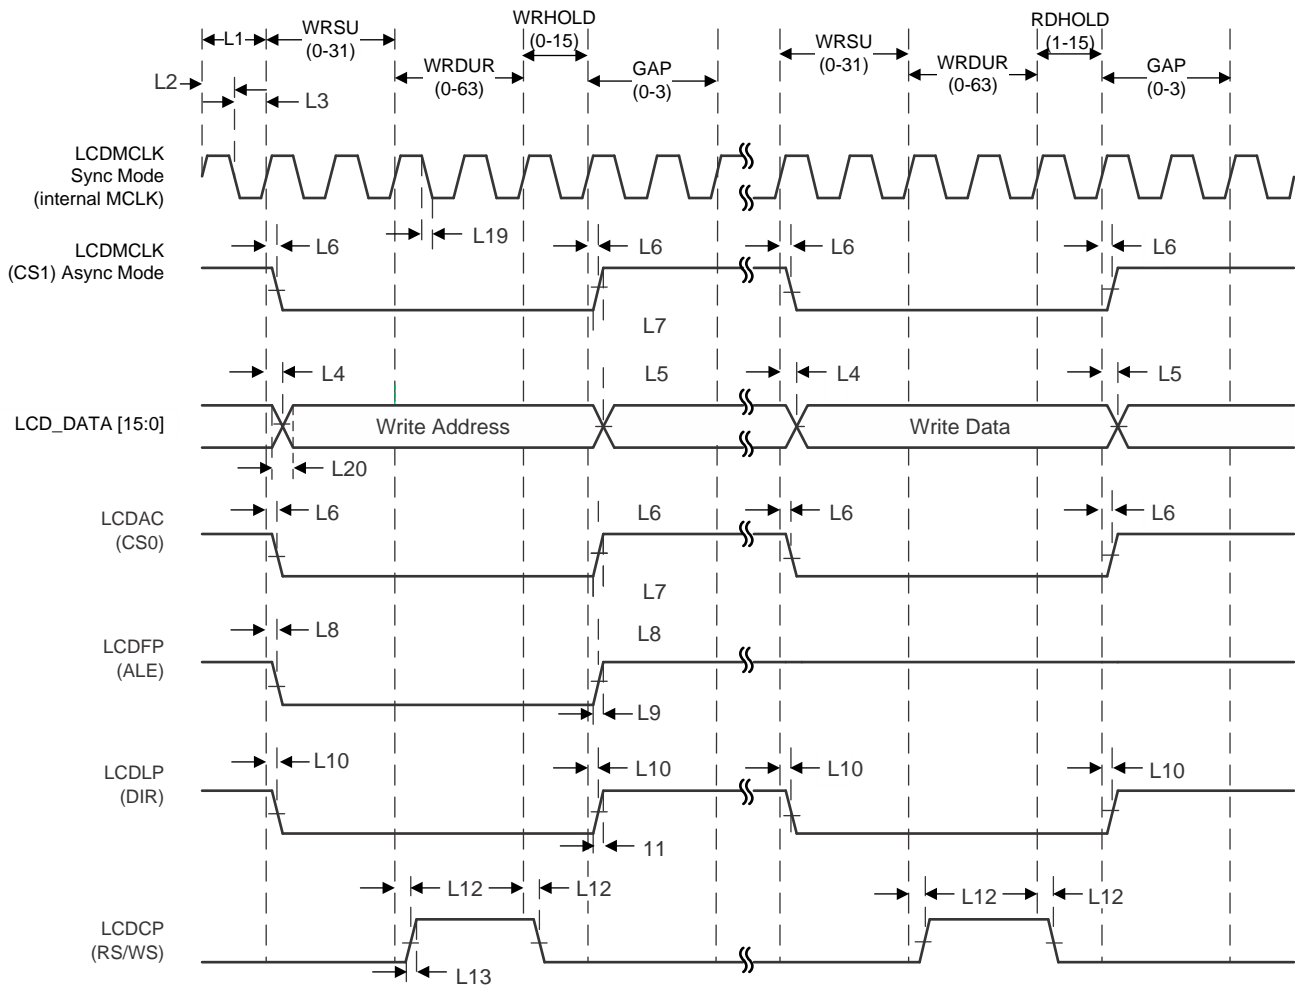 L1
WRSU
(0-31)
WRHOLD
(0-15)
WRDUR
(0-63)
GAP
(0-3)
WRSU
(0-31)
WRDUR
(0-63)
RDHOLD
(1-15)
GAP
(0-3)
L2
L3
LCDMCLK
Sync Mode
(internal MCLK)
L19
LCDMCLK
(CS1) Async Mode
L6
L6
L6
L6
L7
LCD_DATA [15:0]
L4
L5
L4
L5
Write Address
Write Data
L20
LCDAC
(CS0)
L6
L6
L6
L6
L7
LCDFP
(ALE)
L8
L8
L9
LCDLP
(DIR)
L10
L10
L10
L10
11
LCDCP
(RS/WS)
L12
L12
L12
L12
L13